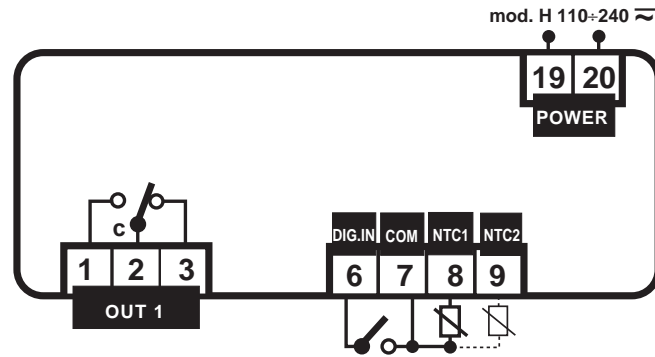 mod. H 110÷240
19 20
POWER
c
DIG.IN COM NTC1 NTC2
1 2 3
6 7 8 9
OUT 1